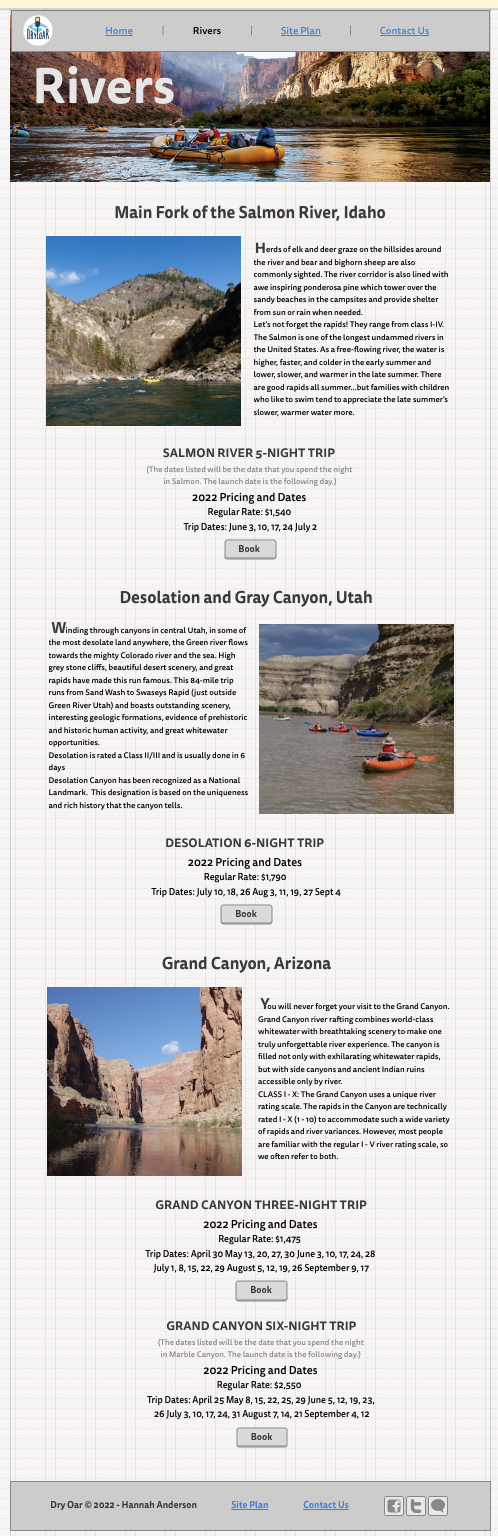 DRYOAR
Home | Rivers | Site Plan | Contact Us
Rivers
Main Fork of the Salmon River, Idaho
Herds of elk and deer graze on the hillsides around
the river and bear and bighorn sheep are also
commonly sighted. The river corridor is also lined with
awe inspiring ponderosa pine which tower over the
sandy beaches in the campsites and provide shelter
from sun or rain when needed.
Let's not forget the rapids! They range from class I-IV.
The Salmon is one of the longest undammed rivers in
the United States. As a free-flowing river, the water is
higher, faster, and colder in the early summer and
lower, slower, and warmer in the late summer. There
are good rapids all summer...but families with children
who like to swim tend to appreciate the late summer's
slower, warmer water more.
SALMON RIVER 5-NIGHT TRIP
(The dates listed will be the date that you spend the night
in Salmon. The launch date is the following day.)
2022 Pricing and Dates
Regular Rate: $1,540
Trip Dates: June 3, 10, 17, 24 July 2
Book
Desolation and Gray Canyon, Utah
Winding through canyons in central Utah, in some of
the most desolate land anywhere, the Green river flows
towards the mighty Colorado river and the sea. High
grey stone cliffs, beautiful desert scenery, and great
rapids have made this run famous. This 84-mile trip
runs from Sand Wash to Swaseys Rapid (just outside
Green River Utah) and boasts outstanding scenery,
interesting geologic formations, evidence of prehistoric
and historic human activity, and great whitewater
opportunities.
Desolation is rated a Class II/III and is usually done in 6
days
Desolation Canyon has been recognized as a National
Landmark. This designation is based on the uniqueness
and rich history that the canyon tells.
DESOLATION 6-NIGHT TRIP
2022 Pricing and Dates
Regular Rate: $1,790
Trip Dates: July 10, 18, 26 Aug 3, 11, 19, 27 Sept 4
Book
Grand Canyon, Arizona
You will never forget your visit to the Grand Canyon.
Grand Canyon river rafting combines world-class
whitewater with breathtaking scenery to make one
truly unforgettable river experience. The canyon is
filled not only with exhilarating whitewater rapids,
but with side canyons and ancient Indian ruins
accessible only by river.
CLASS I - X: The Grand Canyon uses a unique river
rating scale. The rapids in the Canyon are technically
rated I - X (1 - 10) to accommodate such a wide variety
of rapids and river variances. However, most people
are familiar with the regular I - V river rating scale, so
we often refer to both.
GRAND CANYON THREE-NIGHT TRIP
2022 Pricing and Dates
Regular Rate: $1,475
Trip Dates: April 30 May 13, 20, 27, 30 June 3, 10, 17, 24, 28
July 1, 8, 15, 22, 29 August 5, 12, 19, 26 September 9, 17
Book
GRAND CANYON SIX-NIGHT TRIP
(The dates listed will be the date that you spend the night
in Marble Canyon. The launch date is the following day.)
2022 Pricing and Dates
Regular Rate: $2,550
Trip Dates: April 25 May 8, 15, 22, 25, 29 June 5, 12, 19, 23,
26 July 3, 10, 17, 24, 31 August 7, 14, 21 September 4, 12
Book
Dry Oar © 2022 - Hannah Anderson Site Plan Contact Us